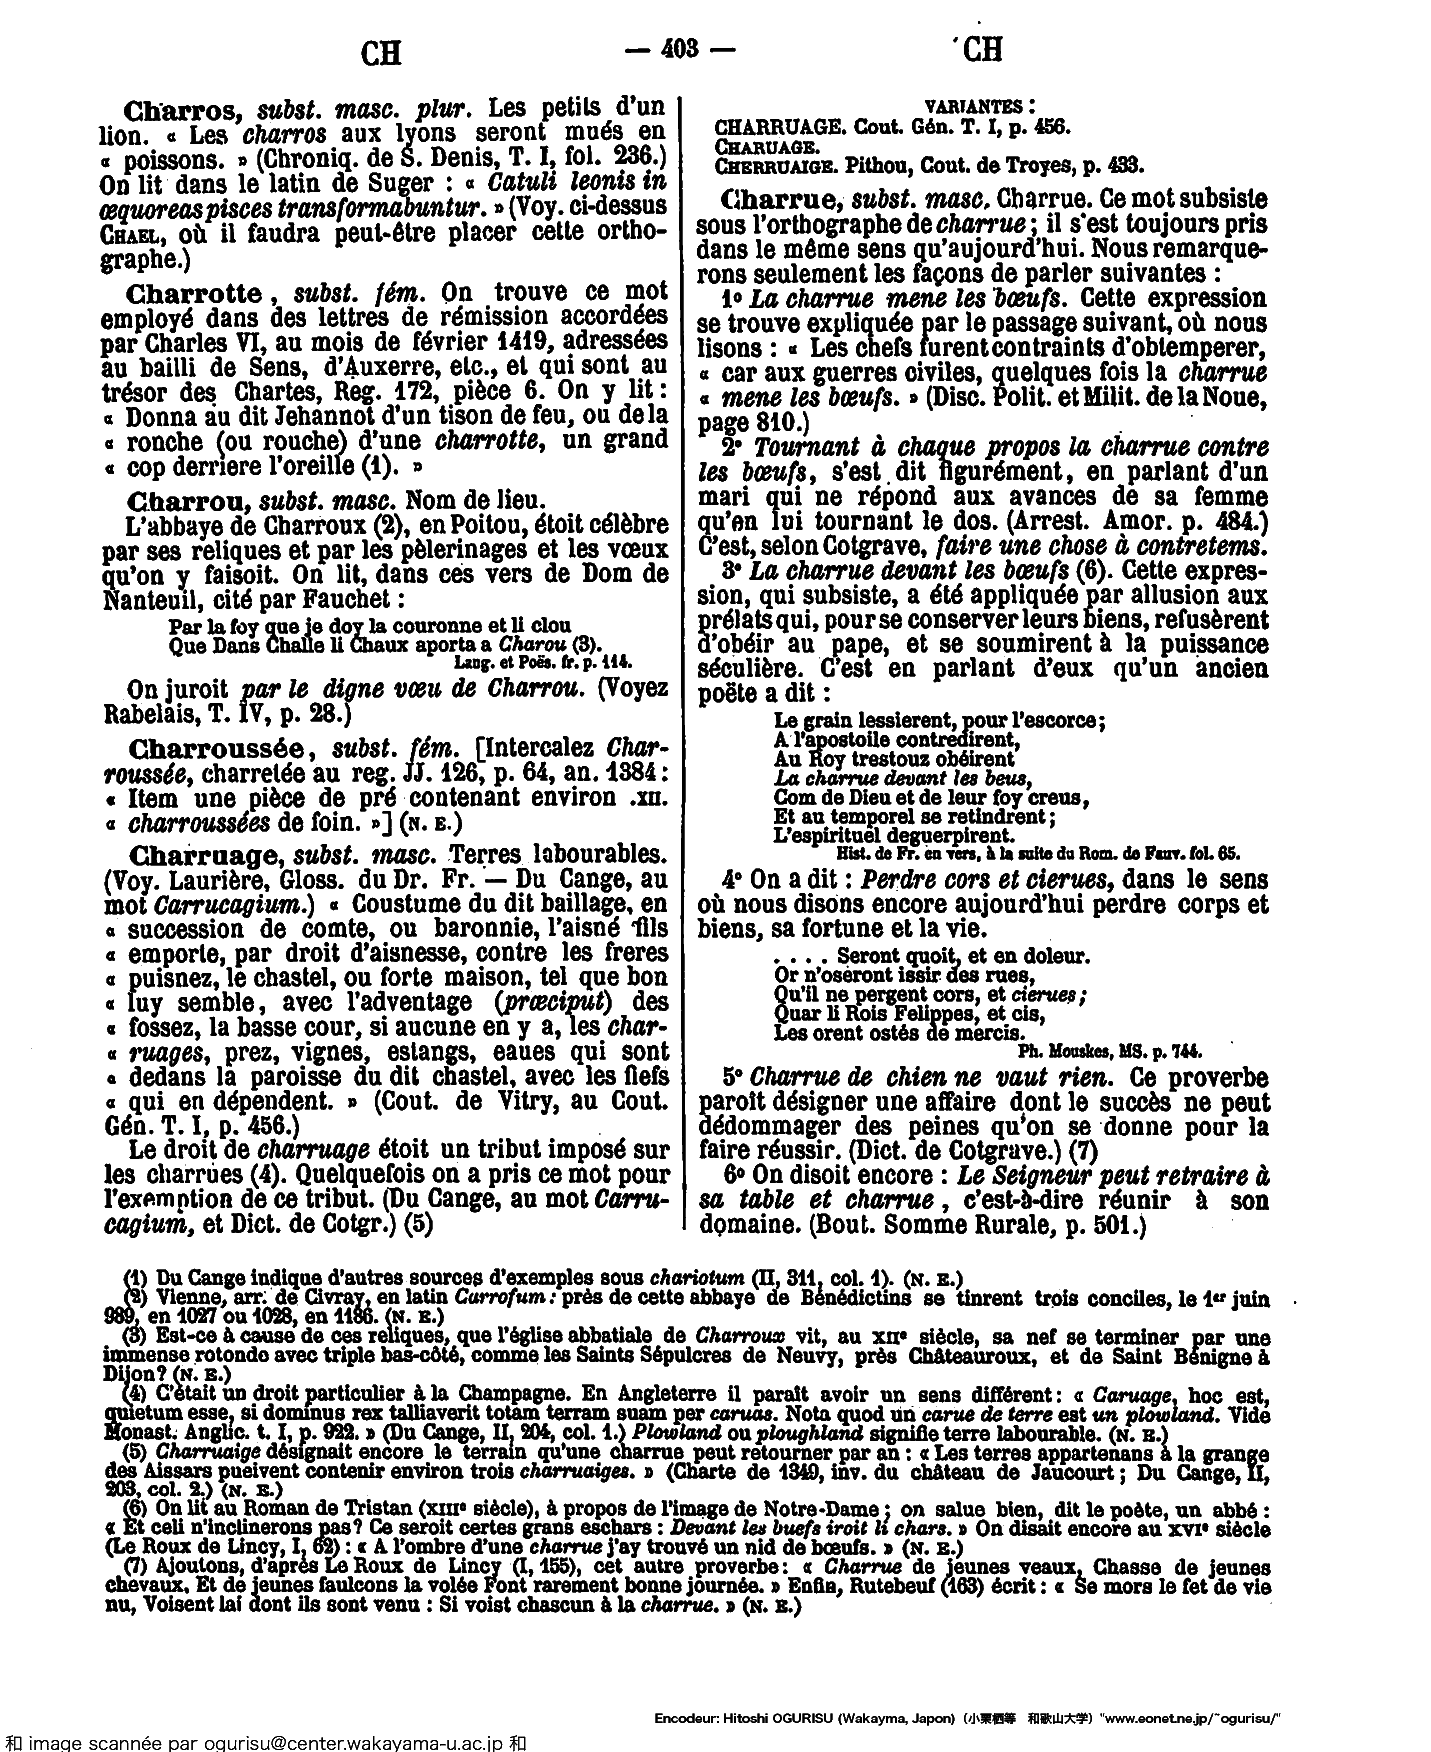 CH
— 403 —
CH
Charros, subst. masc. plur. Les petits d'un
lion. « Les charros aux lyons seront mués en
« poissons. » (Chroniq. de S. Denis, T. I, fol. 236.)
On lit dans le latin de Suger : « Catuli leonis in
œquoreas pisces transformabuntur. » (Voy. ci-dessus
CHAEL, où il faudra peut-être placer cette ortho-
graphe.)
Charrotte, subst. fém. On trouve ce mot
employé dans des lettres de rémission accordées
par Charles VI, au mois de février 1419, adressées
au bailli de Sens, d'Auxerre, etc., et qui sont au
trésor des Chartes, Reg. 172, pièce 6. On y lit :
« Donna au dit Jehannot d'un tison de feu, ou de la
« ronche (ou rouche) d'une charrotte, un grand
« cop derriere l'oreille (1). »
Charrou, subst. masc. Nom de lieu.
L'abbaye de Charroux (2), en Poitou, étoit célèbre
par ses reliques et par les pèlerinages et les vœux
qu'on y faisoit. On lit, dans ces vers de Dom de
Nanteuil, cité par Fauchet :
Par la foy que je doy la couronne et li clou
Que Dans Challe li Chaux aporta a Charou (3).
Lang. et Poës. fr. p. 114.
On juroit par le digne vœu de Charrou. (Voyez
Rabelais, T. IV, p. 28.)
Charroussée, subst. fém. [Intercalez Char-
roussée, charretée au reg. JJ. 126, p. 64, an. 1384 :
« Item une pièce de pré contenant environ .XII.
« charroussées de foin. »] (N. E.)
Charruage, subst. masc. Terres labourables.
(Voy. Laurière, Gloss. du Dr. Fr. — Du Cange, au
mot Carrucagium.) « Coustume du dit baillage, en
« succession de comte, ou baronnie, l'aisné fils
« emporte, par droit d'aisnesse, contre les freres
« puisnez, le chastel, ou forte maison, tel que bon
« luy semble, avec l'adventage (præciput) des
« fossez, la basse cour, si aucune en y a, les char-
« ruages, prez, vignes, estangs, eaues qui sont
« dedans la paroisse du dit chastel, avec les fiefs
« qui en dépendent. » (Cout. de Vitry, au Cout.
Gén. T. I, p. 456.)
Le droit de charruage étoit un tribut imposé sur
les charrues (4). Quelquefois on a pris ce mot pour
l'exemption de ce tribut. (Du Cange, au mot Carru-
cagium, et Dict. de Cotgr.) (5)
VARIANTES :
CHARRUAGE. Cout. Gén. T. I, p. 456.
CHARUAGE.
CHERRUAIGE. Pithou, Cout. de Troyes, p. 433.
Charrue, subst. masc. Charrue. Ce mot subsiste
sous l'orthographe de charrue ; il s'est toujours pris
dans le même sens qu'aujourd'hui. Nous remarque-
rons seulement les façons de parler suivantes :
1º La charrue mene les bœufs. Cette expression
se trouve expliquée par le passage suivant, où nous
lisons : « Les chefs furent contraints d'obtemperer,
« car aux guerres civiles, quelques fois la charrue
« mene les bœufs. » (Disc. Polit. et Milit. de la Noue,
page 810.)
2º Tournant à chaque propos la charrue contre
les bœufs, s'est dit figurément, en parlant d'un
mari qui ne répond aux avances de sa femme
qu'en lui tournant le dos. (Arrest. Amor. p. 484.)
C'est, selon Cotgrave, faire une chose à contretems.
3º La charrue devant les bœufs (6). Cette expres-
sion, qui subsiste, a été appliquée par allusion aux
prélats qui, pour se conserver leurs biens, refusèrent
d'obéir au pape, et se soumirent à la puissance
séculière. C'est en parlant d'eux qu'un ancien
poëte a dit :
Le grain lessierent, pour l'escorce ;
A l'apostoile contredirent,
Au Roy trestouz obéirent
La charrue devant les beus,
Com de Dieu et de leur foy creus,
Et au temporel se retindrent ;
L'espirituel deguerpirent.
Hist. de Fr. en vers, à la suite du Rom. de Fauv. fol. 65.
4º On a dit : Perdre cors et cierues, dans le sens
où nous disons encore aujourd'hui perdre corps et
biens, sa fortune et la vie.
. . . . Seront quoit, et en doleur.
Or n'oseront issir des rues,
Qu'il ne pergent cors, et cierues ;
Quar li Rois Felippes, et cis,
Les orent ostés de mercis.
Ph. Mouskes, MS. p. 744.
5º Charrue de chien ne vaut rien. Ce proverbe
paroît désigner une affaire dont le succès ne peut
dédommager des peines qu'on se donne pour la
faire réussir. (Dict. de Cotgrave.) (7)
6º On disoit encore : Le Seigneur peut retraire à
sa table et charrue, c'est-à-dire réunir à son
domaine. (Bout. Somme Rurale, p. 501.)
(1) Du Cange indique d'autres sources d'exemples sous chariotum (II, 311, col. 1). (N. E.)
(2) Vienne, arr. de Civray, en latin Carrofum : près de cette abbaye de Bénédictins se tinrent trois conciles, le 1er juin
989, en 1027 ou 1028, en 1186. (N. E.)
(3) Est-ce à cause de ces reliques, que l'église abbatiale de Charroux vit, au XIIe siècle, sa nef se terminer par une
immense rotonde avec triple bas-côté, comme les Saints Sépulcres de Neuvy, près Châteauroux, et de Saint Bénigne à
Dijon ? (N. E.)
(4) C'était un droit particulier à la Champagne. En Angleterre il paraît avoir un sens différent : « Caruage, hoc est,
quietum esse, si dominus rex talliaverit totam terram suam per caruas. Nota quod un carue de terre est un plowland. Vide
Monast. Anglic. t. I, p. 922. » (Du Cange, II, 204, col. 1.) Plowland ou ploughland signifie terre labourable. (N. E.)
(5) Charruaige désignait encore le terrain qu'une charrue peut retourner par an : « Les terres appartenans à la grange
des Aissars pueivent contenir environ trois charruaiges. » (Charte de 1349, inv. du château de Jaucourt ; Du Cange, II,
203, col. 2.) (N. E.)
(6) On lit au Roman de Tristan (XIIIe siècle), à propos de l'image de Notre-Dame ; on salue bien, dit le poète, un abbé :
« Et celi n'inclinerons pas ? Ce seroit certes grans eschars : Devant les buefs iroit li chars. » On disait encore au XVIe siècle
(Le Roux de Lincy, I, 62) : « A l'ombre d'une charrue j'ay trouvé un nid de bœufs. » (N. E.)
(7) Ajoutons, d'après Le Roux de Lincy (I, 155), cet autre proverbe : « Charrue de jeunes veaux, Chasse de jeunes
chevaux, Et de jeunes faulcons la volée Font rarement bonne journée. » Enfin, Rutebeuf (163) écrit : « Se mors le fet de vie
nu, Voisent lai dont ils sont venu : Si voist chascun à la charrue. » (N. E.)
Encodeur: Hitoshi OGURISU (Wakayma, Japon)（小栗栖等　和歌山大学）"www.eonet.ne.jp/~ogurisu/"
和 image scannée par ogurisu@center.wakayama-u.ac.jp 和